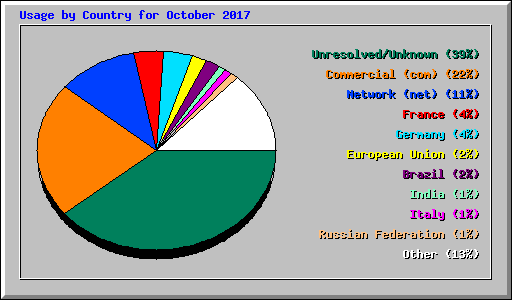 Usage by Country for October 2017
Unresolved/Unknown (39%)
Commercial (com) (22%)
Network (net) (11%)
France (4%)
Germany (4%)
European Union (2%)
Brazil (2%)
India (1%)
Italy (1%)
Russian Federation (1%)
Other (13%)